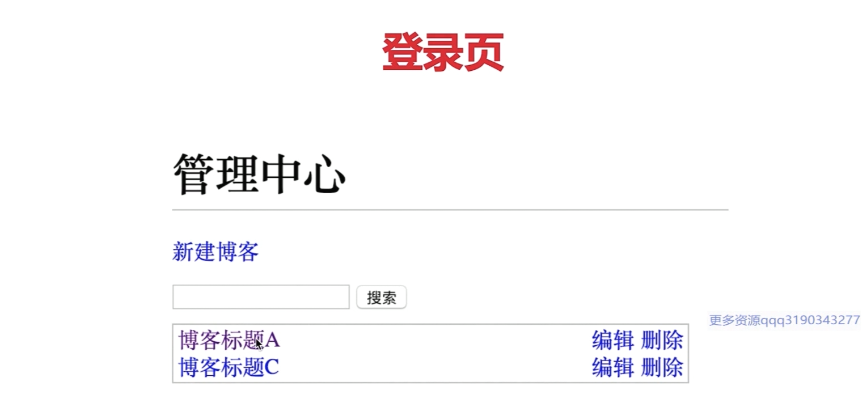 登录页
管理中心
新建博客
搜索
更多资源qqq3190343277
博客标题A 编辑 删除
博客标题C 编辑 删除